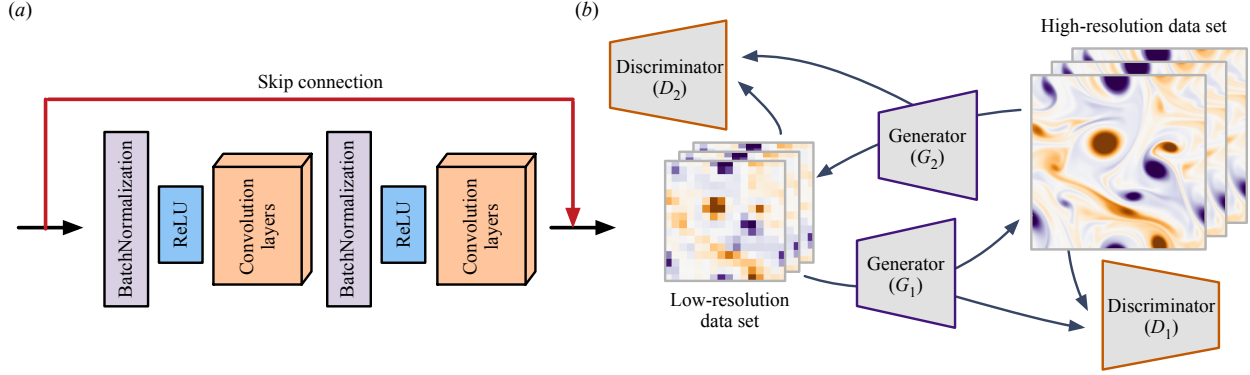 (a)
Skip connection
BatchNormalization
ReLU
Convolution
layers
BatchNormalization
ReLU
Convolution
layers
(b)
High-resolution data set
Discriminator
(D2)
Generator
(G2)
Generator
(G1)
Low-resolution
data set
Discriminator
(D1)